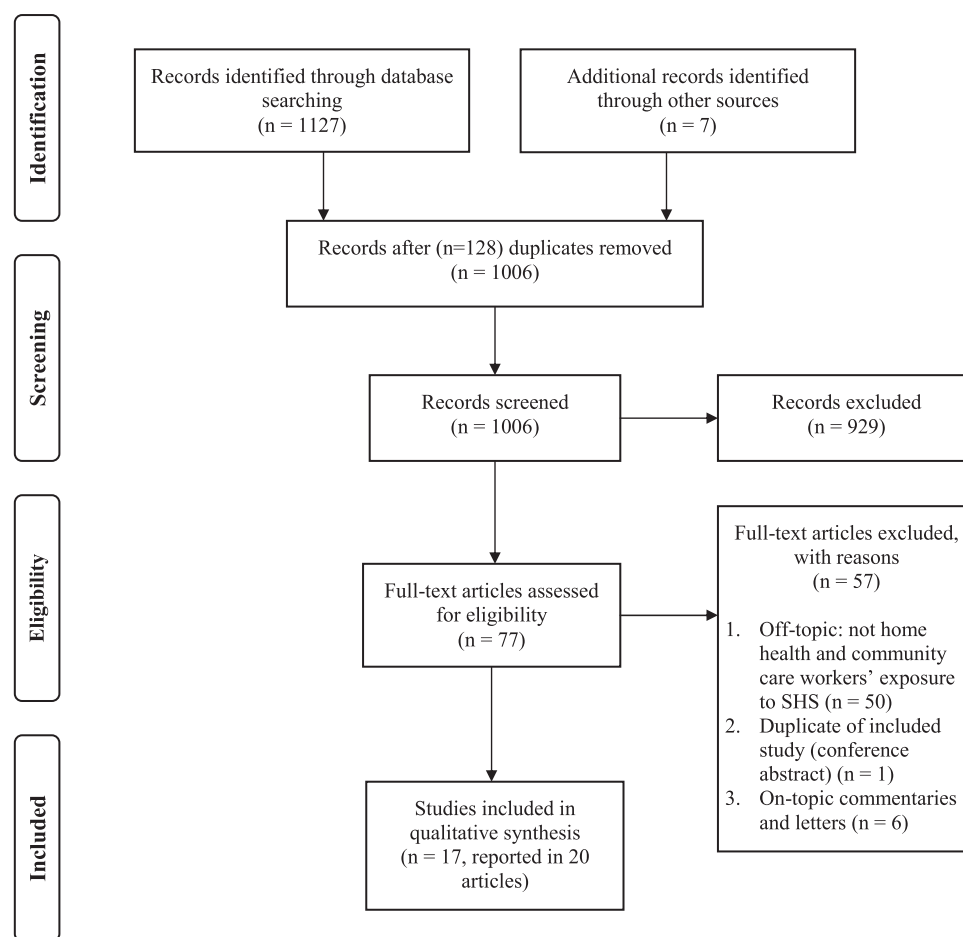 Identification
Records identified through database
searching
(n = 1127)
Additional records identified
through other sources
(n = 7)
Records after (n=128) duplicates removed
(n = 1006)
Screening
Records screened
(n = 1006)
Records excluded
(n = 929)
Eligibility
Full-text articles assessed
for eligibility
(n = 77)
Full-text articles excluded,
with reasons
(n = 57)
1. Off-topic: not home
health and community
care workers’ exposure
to SHS (n = 50)
2. Duplicate of included
study (conference
abstract) (n = 1)
3. On-topic commentaries
and letters (n = 6)
Included
Studies included in
qualitative synthesis
(n = 17, reported in 20
articles)